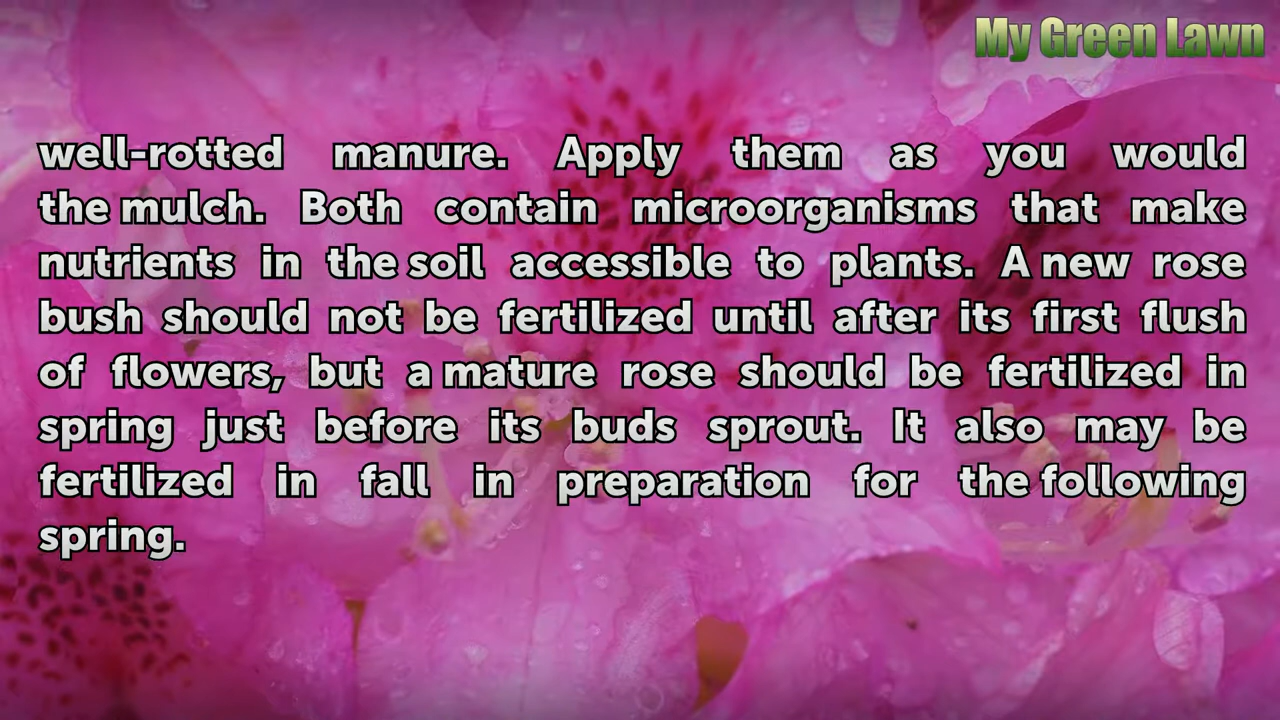 My Green Lawn
well-rotted manure. Apply them as you would
the mulch. Both contain microorganisms that make
nutrients in the soil accessible to plants. A new rose
bush should not be fertilized until after its first flush
of flowers, but a mature rose should be fertilized in
spring just before its buds sprout. It also may be
fertilized in fall in preparation for the following
spring.